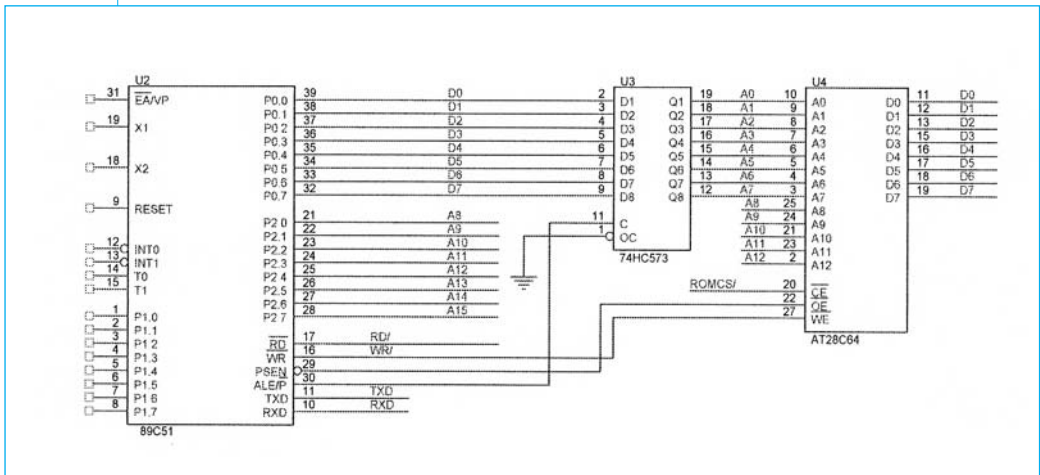 U2
31 EA/VP P0.0 39 D0
P0.1 38 D1
19 X1 P0.2 37 D2
P0.3 36 D3
P0.4 35 D4
18 X2 P0.5 34 D5
P0.6 33 D6
P0.7 32 D7
9 RESET
P2.0 21 A8
P2.1 22 A9
12 INT0 P2.2 23 A10
13 INT1 P2.3 24 A11
14 T0 P2.4 25 A12
15 T1 P2.5 26 A13
P2.6 27 A14
1 P1.0 P2.7 28 A15
2 P1.1
3 P1.2 RD 17 RD/
4 P1.3 WR 16 WR/
5 P1.4 PSEN 29
6 P1.5 ALE/P 30
7 P1.6 TXD 11 TXD
8 P1.7 RXD 10 RXD
89C51
U3
2 D1 Q1 19 A0
3 D2 Q2 18 A1
4 D3 Q3 17 A2
5 D4 Q4 16 A3
6 D5 Q5 15 A4
7 D6 Q6 14 A5
8 D7 Q7 13 A6
9 D8 Q8 12 A7
11 C
1 OC
74HC573
U4
10 A0 D0 11 D0
9 A1 D1 12 D1
8 A2 D2 13 D2
7 A3 D3 15 D3
6 A4 D4 16 D4
5 A5 D5 17 D5
4 A6 D6 18 D6
3 A7 D7 19 D7
A8 25 A8
A9 24 A9
A10 21 A10
A11 23 A11
A12 2 A12
ROMCS/ 20 CE
22 OE
27 WE
AT28C64